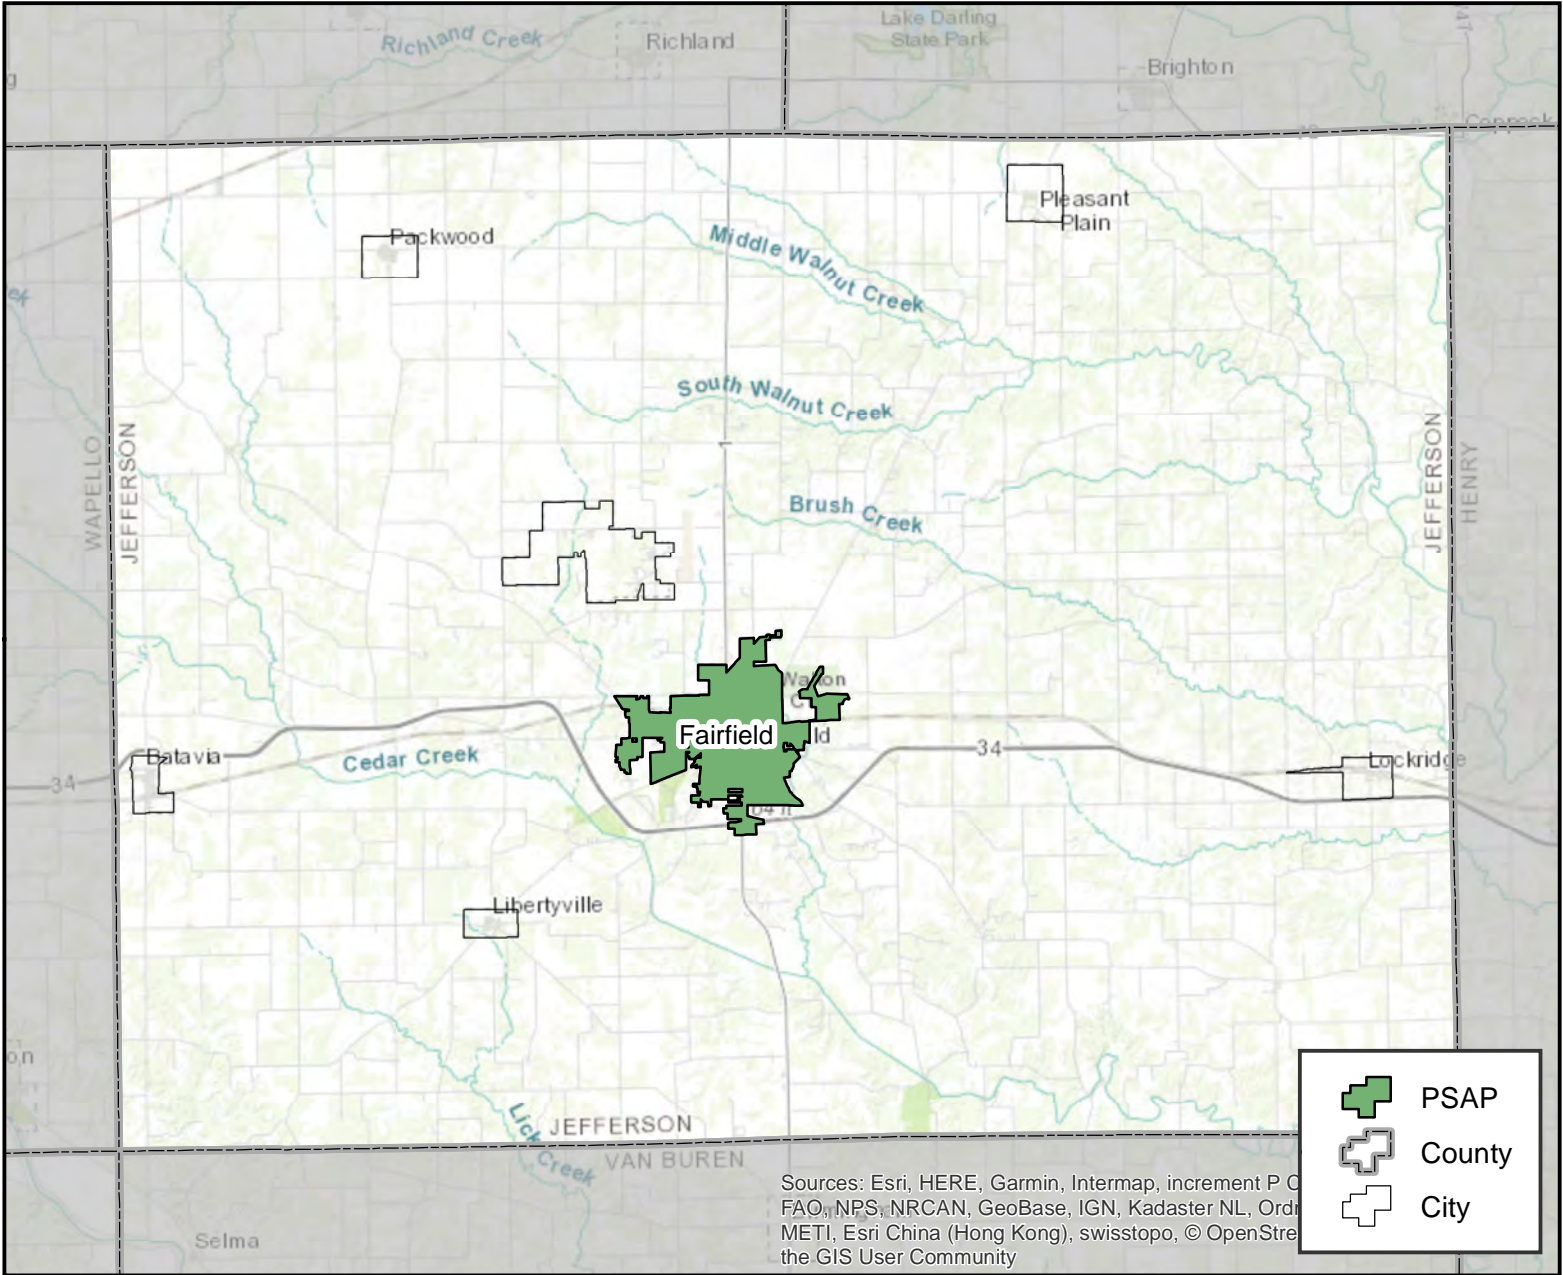 Lake Darling
State Park
Richland Creek
Richland
Brighton
Pleasant
Plain
Packwood
Middle Walnut Creek
South Walnut Creek
1
WAPELLO
JEFFERSON
JEFFERSON
HENRY
Brush Creek
Fairfield
ld
Batavia
34
Cedar Creek
34
Lockridge
Libertyville
Lick Creek
JEFFERSON
VAN BUREN
Selma
Sources: Esri, HERE, Garmin, Intermap, increment P C
FAO, NPS, NRCAN, GeoBase, IGN, Kadaster NL, Ordn
METI, Esri China (Hong Kong), swisstopo, © OpenStre
the GIS User Community
PSAP
County
City